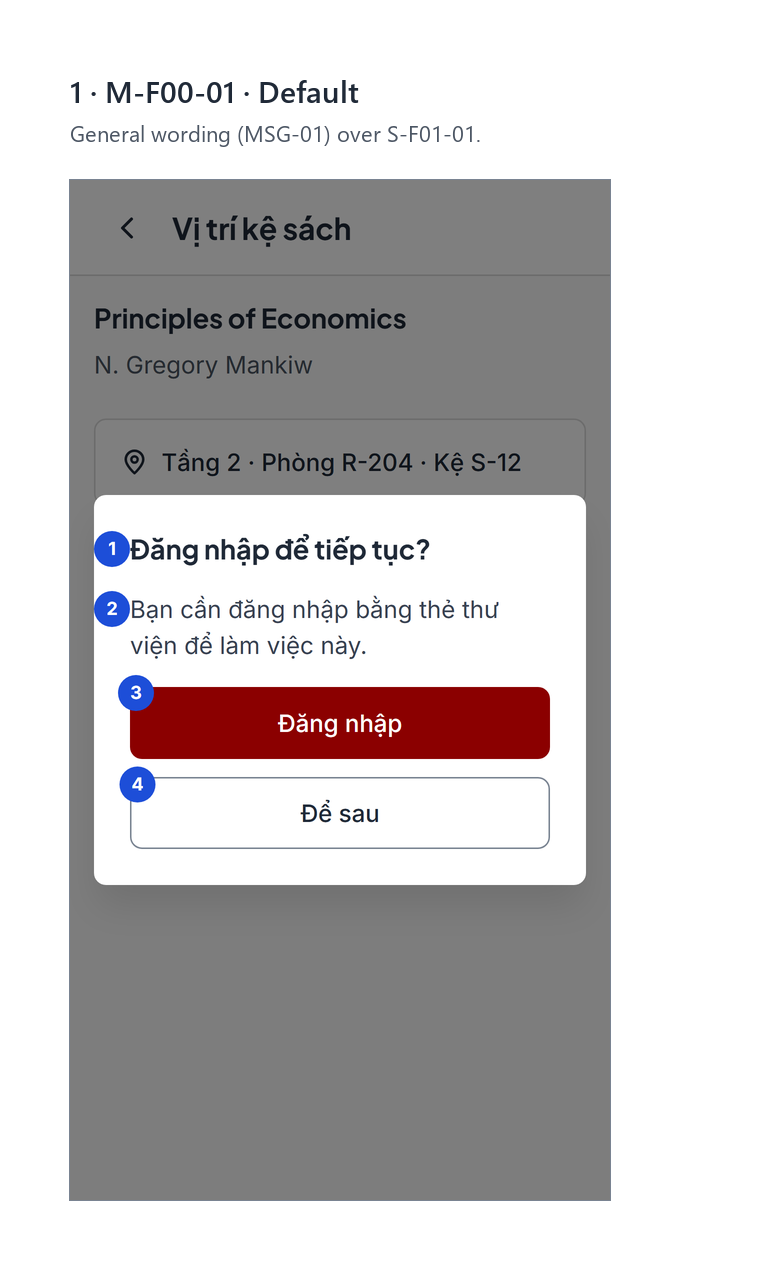 1 · M-F00-01 · Default
General wording (MSG-01) over S-F01-01.
Vị trí kệ sách
Principles of Economics
N. Gregory Mankiw
Tầng 2 · Phòng R-204 · Kệ S-12
1 Đăng nhập để tiếp tục?
2 Bạn cần đăng nhập bằng thẻ thư
viện để làm việc này.
3
Đăng nhập
4
Để sau